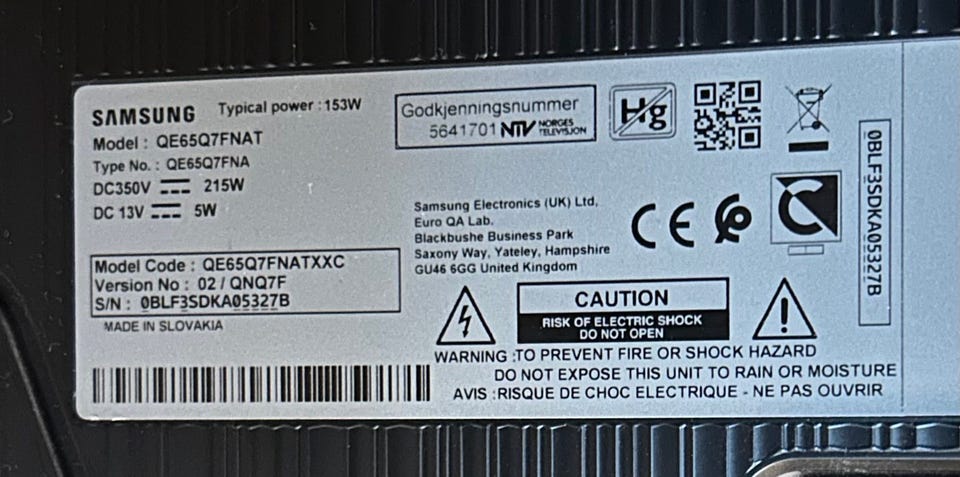 SAMSUNG Typical power : 153W
Model : QE65Q7FNAT
Type No. : QE65Q7FNA
DC350V 215W
DC 13V 5W
Model Code : QE65Q7FNATXXC
Version No : 02 / QNQ7F
S/N : 0BLF3SDKA05327B
MADE IN SLOVAKIA
Godkjenningsnummer
5641701 NTV NORGES TELEVISJON
Hg
Samsung Electronics (UK) Ltd,
Euro QA Lab.
Blackbushe Business Park
Saxony Way, Yateley, Hampshire
GU46 6GG United Kingdom
CE
0BLF3SDKA05327B
CAUTION
RISK OF ELECTRIC SHOCK
DO NOT OPEN
WARNING :TO PREVENT FIRE OR SHOCK HAZARD
DO NOT EXPOSE THIS UNIT TO RAIN OR MOISTURE
AVIS :RISQUE DE CHOC ELECTRIQUE - NE PAS OUVRIR